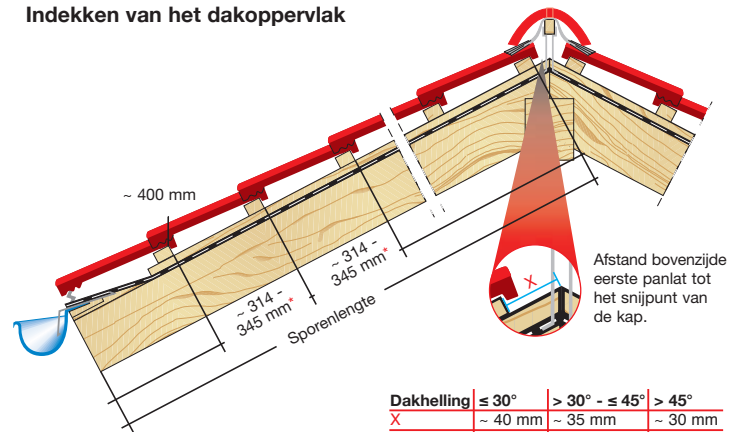 Indekken van het dakoppervlak
~ 400 mm
~ 314 -
345 mm*
~ 314 -
345 mm*
Sporenlengte
X
Afstand bovenzijde
eerste panlat tot
het snijpunt van
de kap.
Dakhelling ≤ 30° > 30° - ≤ 45° > 45°
X ~ 40 mm ~ 35 mm ~ 30 mm